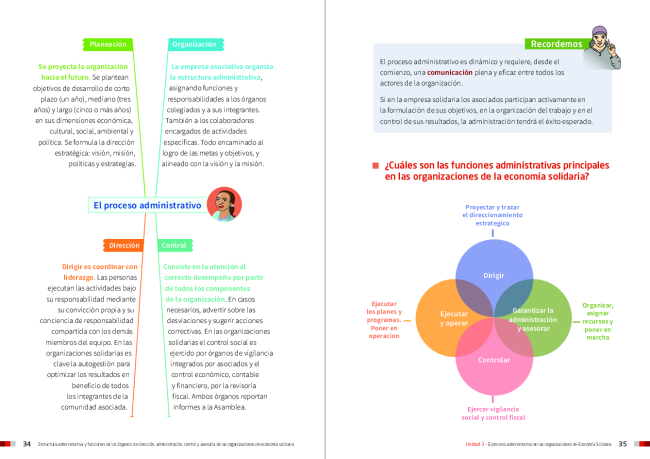 Planeación
Se proyecta la organización
hacia el futuro. Se plantean
objetivos de desarrollo de corto
plazo (un año), mediano (tres
años) y largo (cinco o más años)
en sus dimensiones económica,
cultural, social, ambiental y
política. Se formula la dirección
estratégica: visión, misión,
políticas y estrategias.
Organización
La empresa asociativa organiza
la estructura administrativa,
asignando funciones y
responsabilidades a los órganos
colegiados y a sus integrantes.
También a los colaboradores
encargados de actividades
específicas. Todo encaminado al
logro de las metas y objetivos, y
alineado con la visión y la misión.
El proceso administrativo
Dirección
Dirigir es coordinar con
liderazgo. Las personas
ejecutan las actividades bajo
su responsabilidad mediante
su convicción propia y su
conciencia de responsabilidad
compartida con los demás
miembros del equipo. En las
organizaciones solidarias es
clave la autogestión para
optimizar los resultados en
beneficio de todos
los integrantes de la
comunidad asociada.
Control
Consiste en la atención al
correcto desempeño por parte
de todos los componentes
de la organización. En casos
necesarios, advertir sobre las
desviaciones y sugerir acciones
correctivas. En las organizaciones
solidarias el control social es
ejercido por órganos de vigilancia
integrados por asociados y el
control económico, contable
y financiero, por la revisoría
fiscal. Ambos órganos reportan
informes a la Asamblea.
34 Estructura administrativa y funciones de los órganos de dirección, administración, control y asesoría de las organizaciones de economía solidaria
Recordemos
El proceso administrativo es dinámico y requiere, desde el
comienzo, una comunicación plena y eficaz entre todos los
actores de la organización.
Si en la empresa solidaria los asociados participan activamente en
la formulación de sus objetivos, en la organización del trabajo y en el
control de sus resultados, la administración tendrá el éxito esperado.
¿Cuáles son las funciones administrativas principales
en las organizaciones de la economía solidaria?
Proyectar y trazar
el direccionamiento
estrategico
Dirigir
Ejecutar
los planes y
programas.
Poner en
operacion
Ejecutar
y operar
Garantizar la
administración
y asesorar
Organizar,
asignar
recursos y
poner en
marcha
Controlar
Ejercer vigilancia
social y control fiscal
Unidad 3 • El proceso administrativo en las organizaciones de Economía Solidaria 35